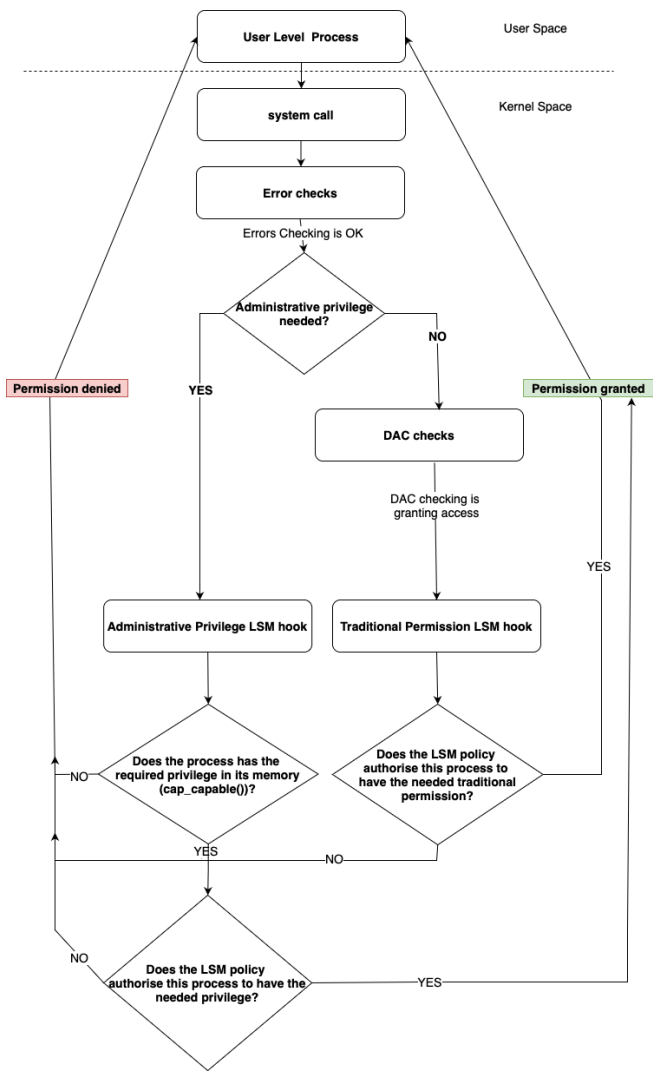 User Level  Process
User Space
Kernel Space
system call
Error checks
Errors Checking is OK
Administrative privilege
needed?
NO
YES
Permission denied
Permission granted
DAC checks
DAC checking is
granting access
YES
Administrative Privilege LSM hook
Traditional Permission LSM hook
Does the process has the
required privilege in its memory
(cap_capable())?
Does the LSM policy
authorise this process to
have the needed traditional
permission?
NO
YES
NO
NO
Does the LSM policy
authorise this process to have the
needed privilege?
YES